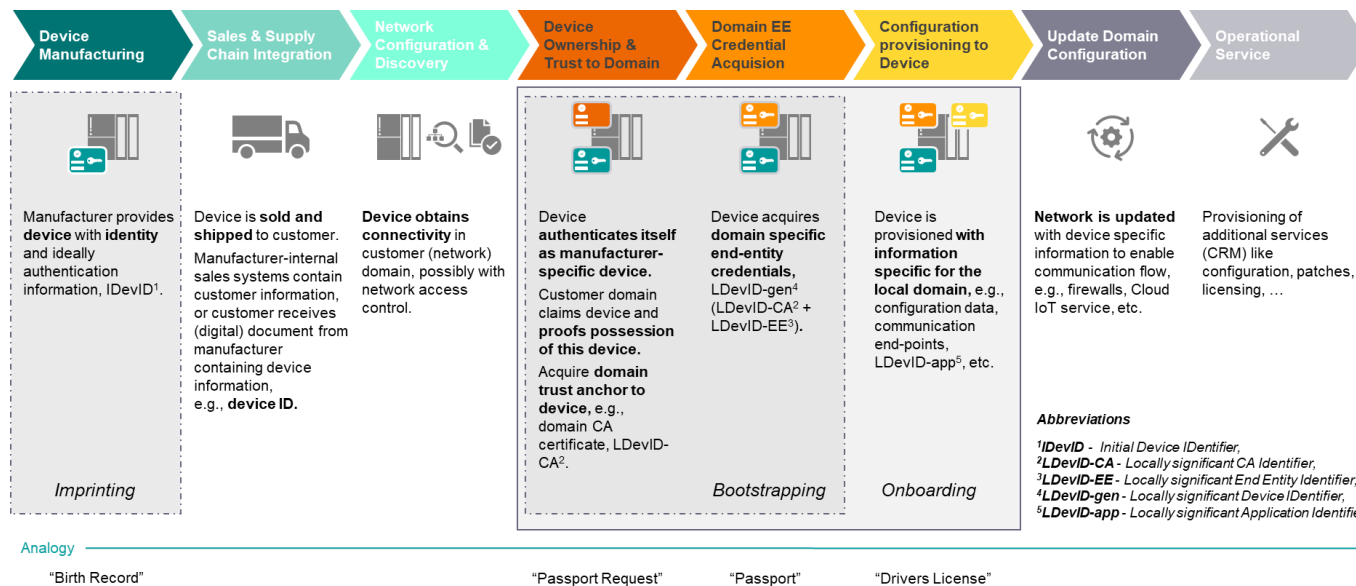 Device
Manufacturing
Sales & Supply
Chain Integration
Network
Configuration &
Discovery
Device
Ownership &
Trust to Domain
Domain EE
Credential
Acquision
Configuration
provisioning to
Device
Update Domain
Configuration
Operational
Service
Manufacturer provides
device with identity
and ideally
authentication
information, IDevID¹.
Imprinting
Device is sold and
shipped to customer.
Manufacturer-internal
sales systems contain
customer information,
or customer receives
(digital) document from
manufacturer
containing device
information,
e.g., device ID.
Device obtains
connectivity in
customer (network)
domain, possibly with
network access
control.
Device
authenticates itself
as manufacturer-
specific device.
Customer domain
claims device and
proofs possession
of this device.
Acquire domain
trust anchor to
device, e.g.,
domain CA
certificate, LDevID-
CA².
Device acquires
domain specific
end-entity
credentials,
LDevID-gen⁴
(LDevID-CA² +
LDevID-EE³).
Bootstrapping
Device is
provisioned with
information
specific for the
local domain, e.g.,
configuration data,
communication
end-points,
LDevID-app⁵, etc.
Onboarding
Network is updated
with device specific
information to enable
communication flow,
e.g., firewalls, Cloud
IoT service, etc.
Provisioning of
additional services
(CRM) like
configuration, patches,
licensing, …
Abbreviations
¹IDevID - Initial Device IDentifier,
²LDevID-CA - Locally significant CA Identifier,
³LDevID-EE - Locally significant End Entity Identifier,
⁴LDevID-gen - Locally significant Device IDentifier,
⁵LDevID-app - Locally significant Application Identifie
Analogy
“Birth Record”
“Passport Request”
“Passport”
“Drivers License”